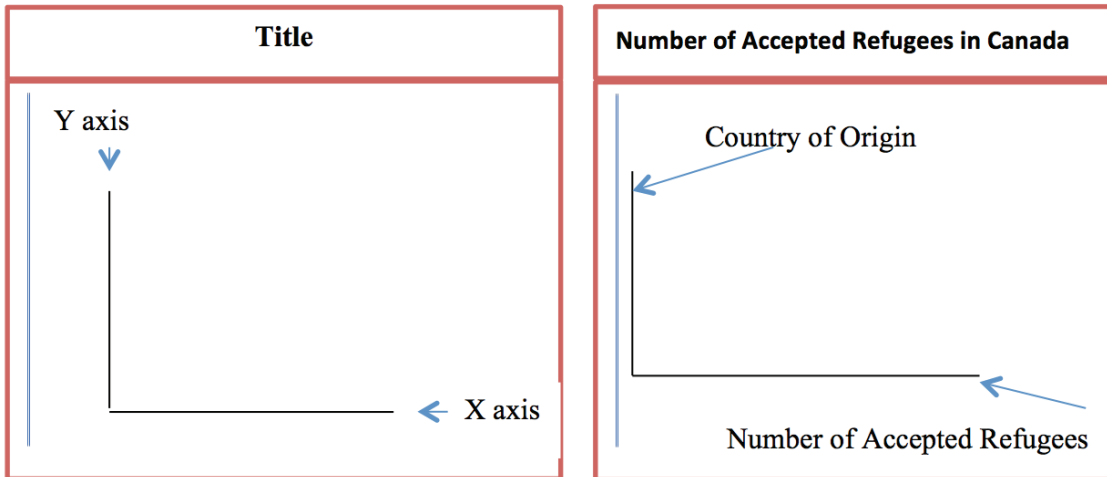 Title
Y axis
X axis
Number of Accepted Refugees in Canada
Country of Origin
Number of Accepted Refugees